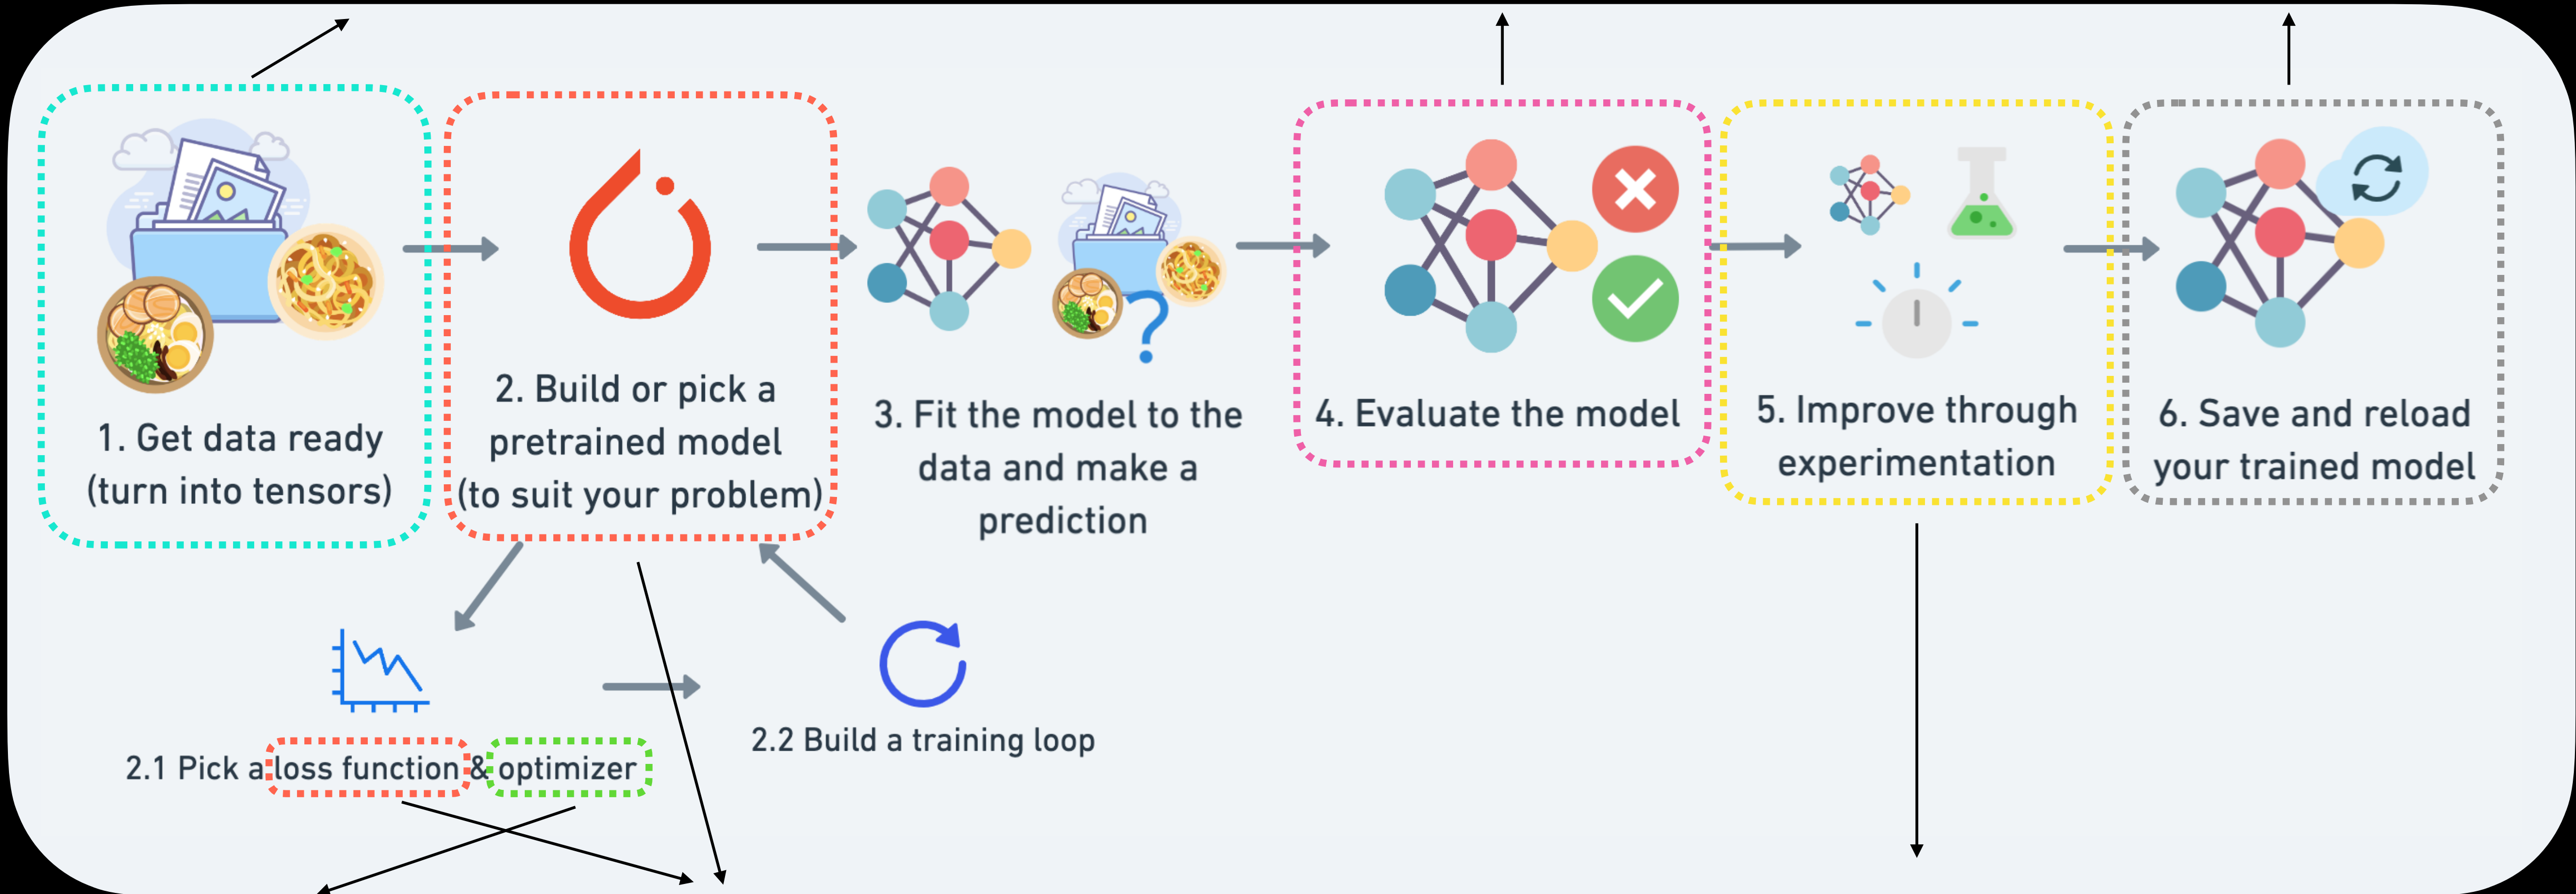 1. Get data ready
(turn into tensors)
2. Build or pick a
pretrained model
(to suit your problem)
3. Fit the model to the
data and make a
prediction
4. Evaluate the model
5. Improve through
experimentation
6. Save and reload
your trained model
2.1 Pick a loss function & optimizer
2.2 Build a training loop